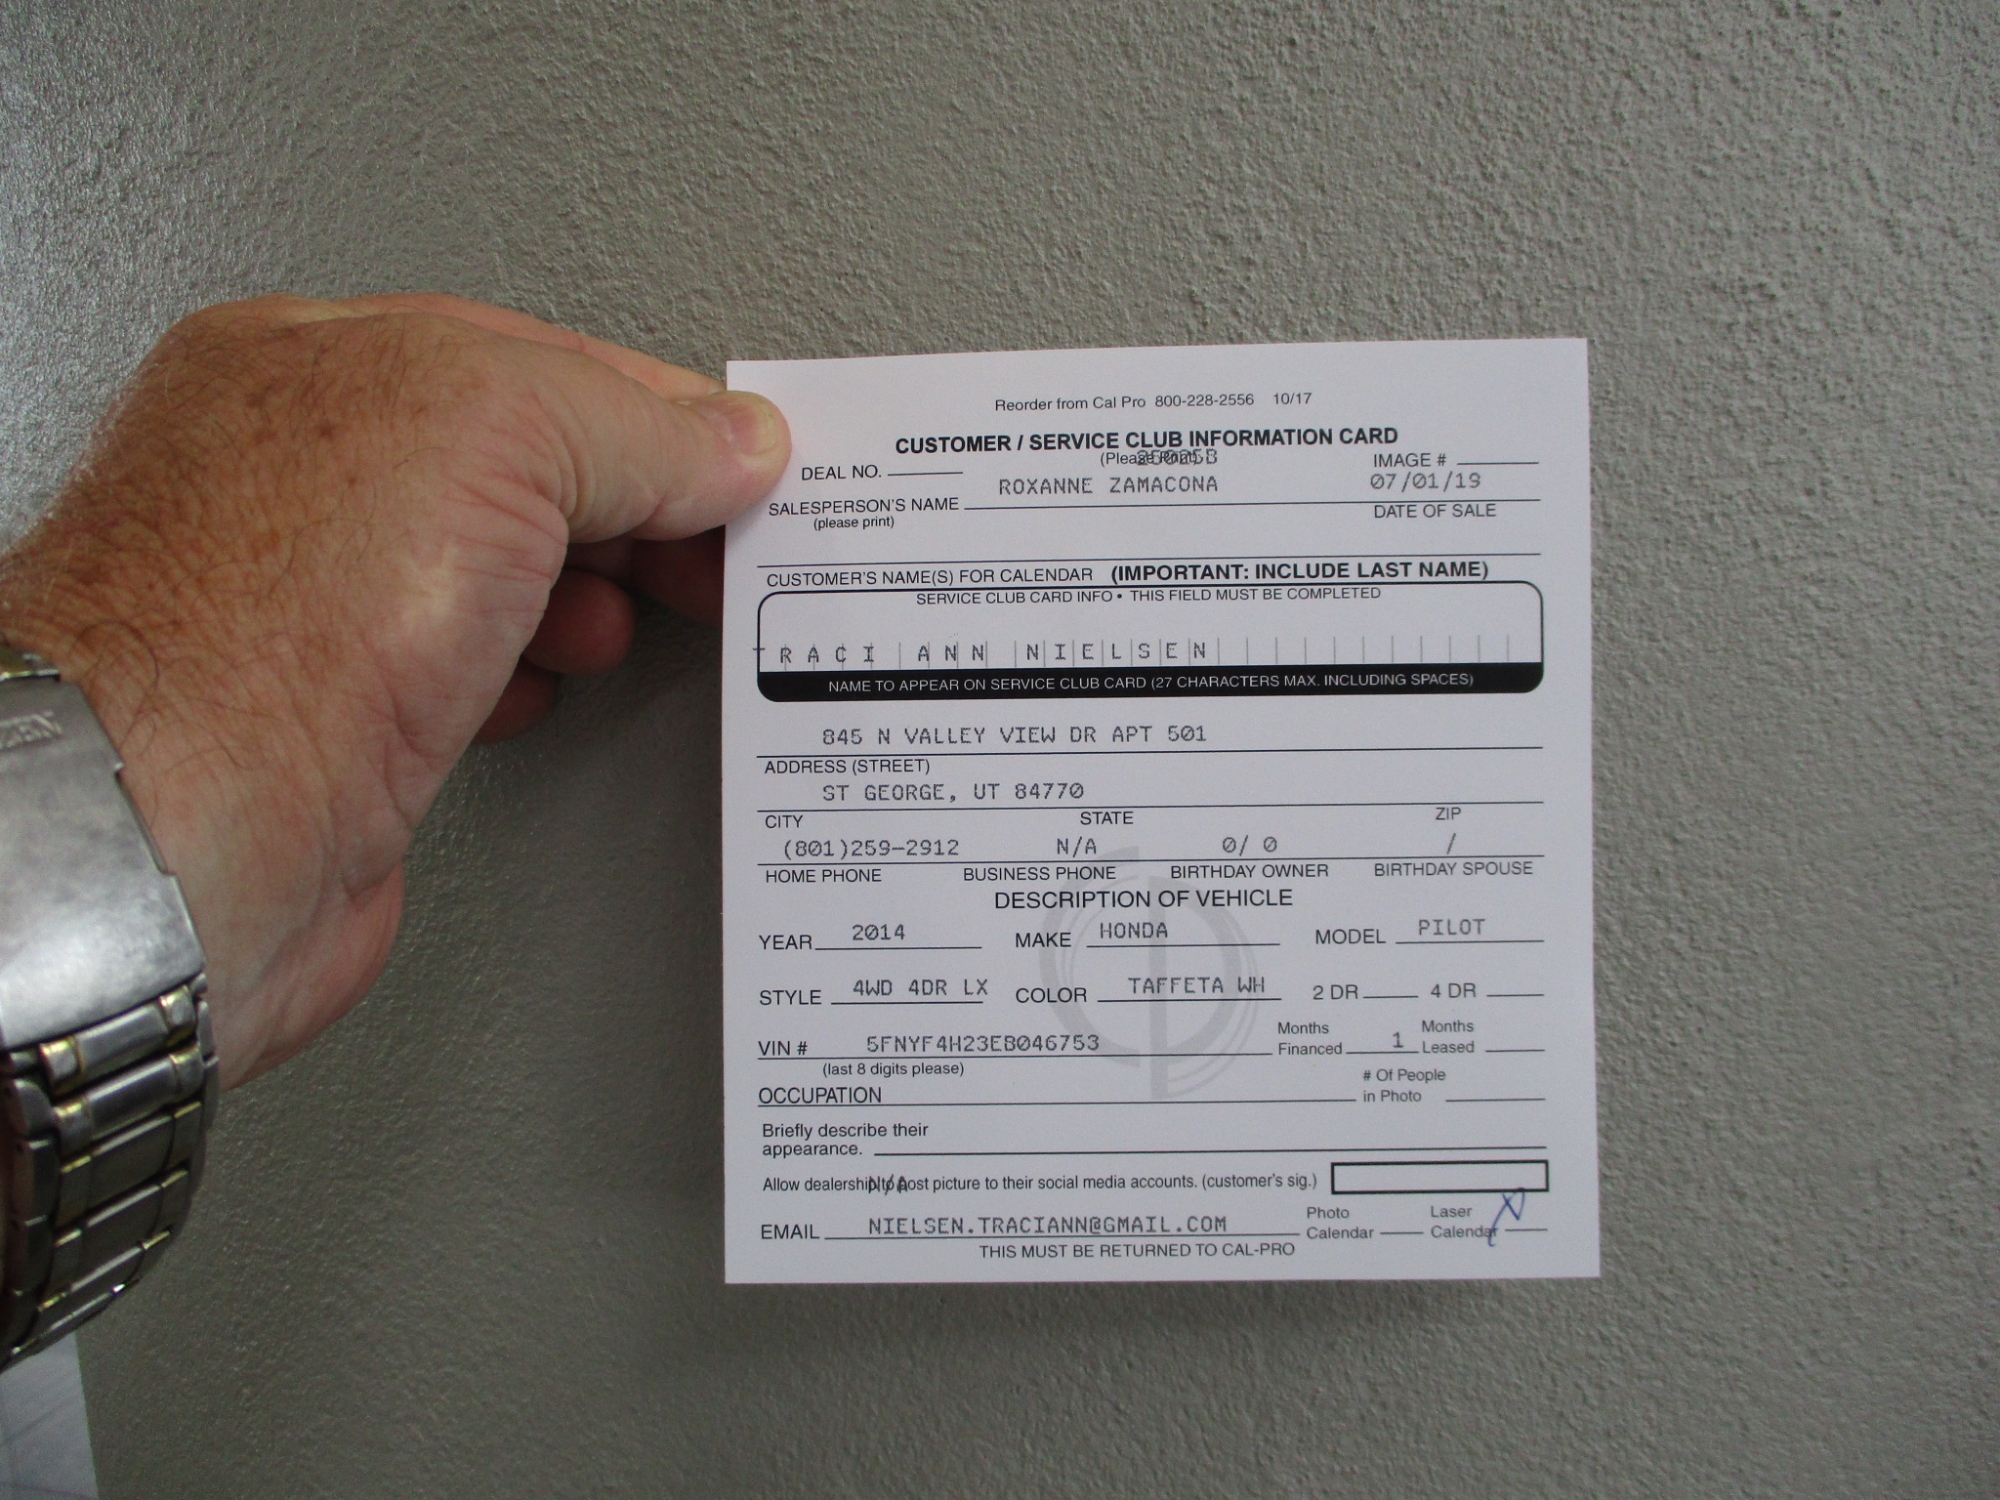 Reorder from Cal Pro 800-228-2556 10/17
CUSTOMER / SERVICE CLUB INFORMATION CARD
(Please Print)
DEAL NO. IMAGE #
ROXANNE ZAMACONA 07/01/19
SALESPERSON'S NAME DATE OF SALE
(please print)
CUSTOMER'S NAME(S) FOR CALENDAR (IMPORTANT: INCLUDE LAST NAME)
SERVICE CLUB CARD INFO • THIS FIELD MUST BE COMPLETED
TRACI ANN NIELSEN
NAME TO APPEAR ON SERVICE CLUB CARD (27 CHARACTERS MAX. INCLUDING SPACES)
845 N VALLEY VIEW DR APT 501
ADDRESS (STREET)
ST GEORGE, UT 84770
CITY STATE ZIP
(801)259-2912 N/A 0/ 0 /
HOME PHONE BUSINESS PHONE BIRTHDAY OWNER BIRTHDAY SPOUSE
DESCRIPTION OF VEHICLE
YEAR 2014 MAKE HONDA MODEL PILOT
STYLE 4WD 4DR LX COLOR TAFFETA WH 2 DR 4 DR
VIN # 5FNYF4H23EB046753 Months Financed 1 Months Leased
(last 8 digits please)
OCCUPATION # Of People in Photo
Briefly describe their
appearance.
N/A
Allow dealership to post picture to their social media accounts. (customer's sig.)
EMAIL NIELSEN.TRACIANN@GMAIL.COM Photo Calendar Laser Calendar X
THIS MUST BE RETURNED TO CAL-PRO